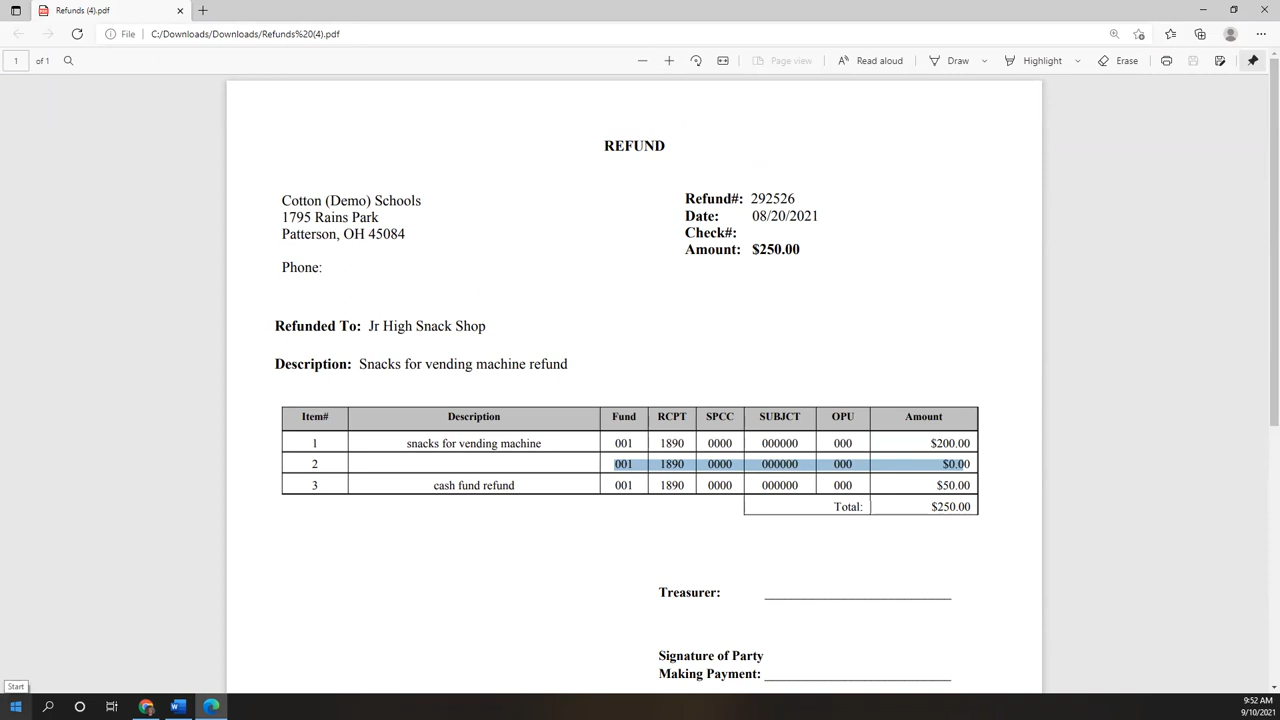 Refunds (4).pdf
File C:/Downloads/Downloads/Refunds%20(4).pdf
1 of 1 Page view Read aloud Draw Highlight Erase
REFUND
Cotton (Demo) Schools
1795 Rains Park
Patterson, OH 45084
Phone:
Refund#: 292526
Date: 08/20/2021
Check#:
Amount: $250.00
Refunded To: Jr High Snack Shop
Description: Snacks for vending machine refund
Item# Description Fund RCPT SPCC SUBJCT OPU Amount
1 snacks for vending machine 001 1890 0000 000000 000 $200.00
2 001 1890 0000 000000 000 $0.00
3 cash fund refund 001 1890 0000 000000 000 $50.00
Total: $250.00
Treasurer:
Signature of Party
Making Payment:
Start
9:52 AM
9/10/2021